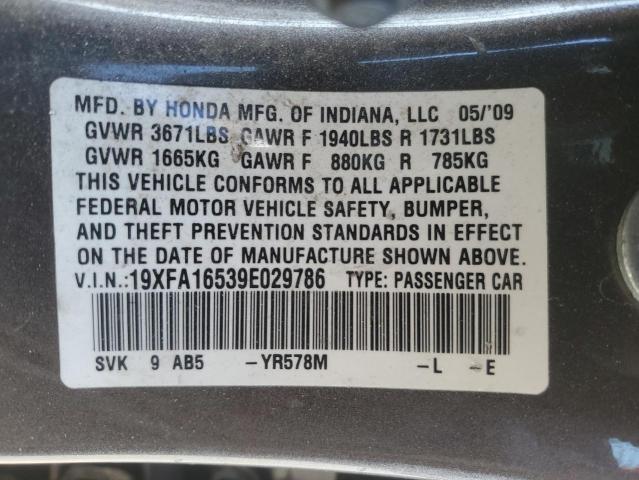 MFD. BY HONDA MFG. OF INDIANA, LLC 05/'09
GVWR 3671LBS GAWR F 1940LBS R 1731LBS
GVWR 1665KG GAWR F 880KG R 785KG
THIS VEHICLE CONFORMS TO ALL APPLICABLE
FEDERAL MOTOR VEHICLE SAFETY, BUMPER,
AND THEFT PREVENTION STANDARDS IN EFFECT
ON THE DATE OF MANUFACTURE SHOWN ABOVE.
V.I.N.:19XFA16539E029786 TYPE: PASSENGER CAR
SVK 9 AB5 -YR578M -L -E